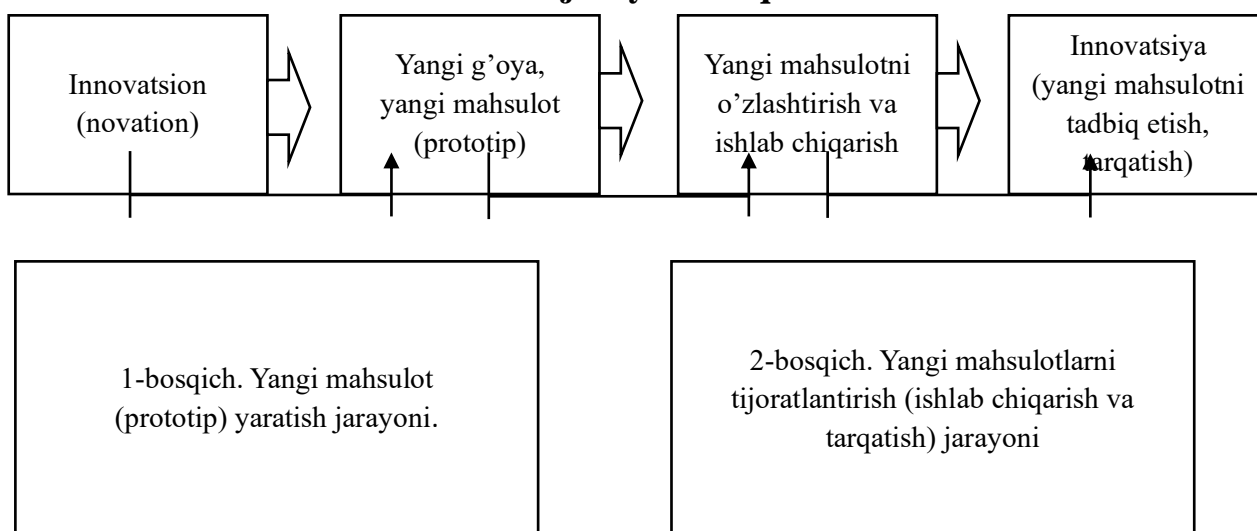 Innovatsion
(novation)
Yangi g’oya,
yangi mahsulot
(prototip)
Yangi mahsulotni
o’zlashtirish va
ishlab chiqarish
Innovatsiya
(yangi mahsulotni
tadbiq etish,
tarqatish)
1-bosqich. Yangi mahsulot
(prototip) yaratish jarayoni.
2-bosqich. Yangi mahsulotlarni
tijoratlantirish (ishlab chiqarish va
tarqatish) jarayoni